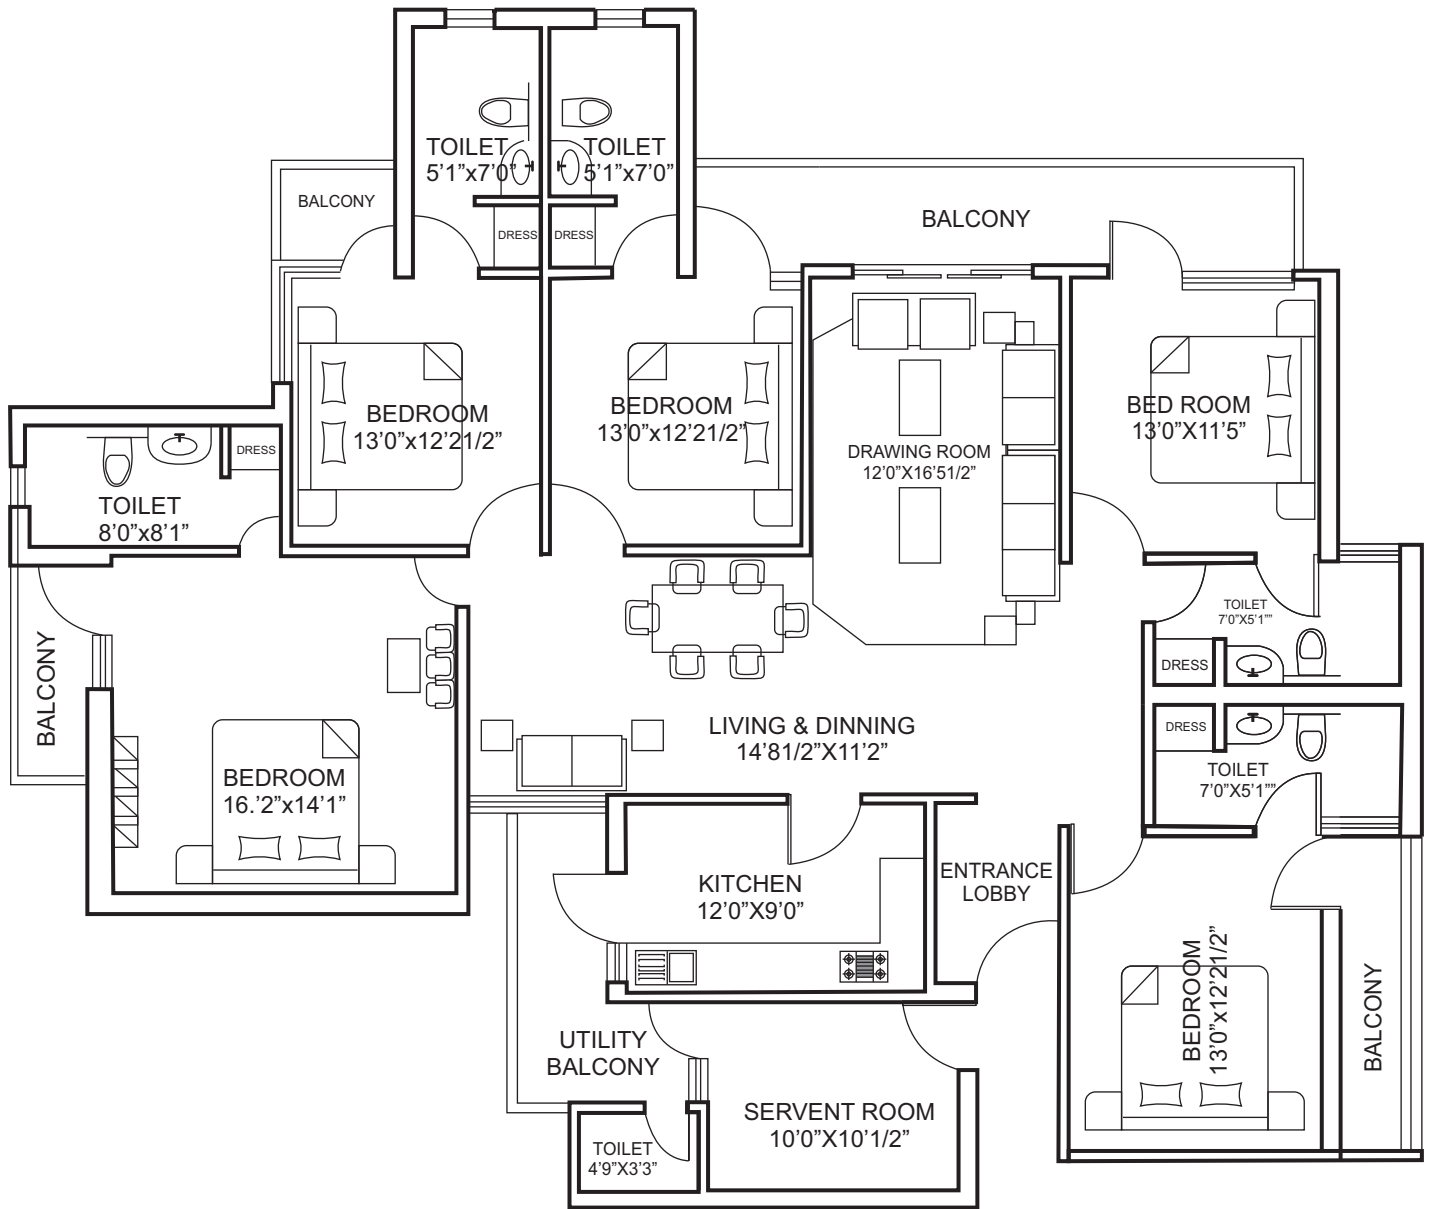 TOILET
5'1”x7’0”
TOILET
5'1”x7’0”
BALCONY
DRESS
DRESS
BALCONY
BEDROOM
13’0”x12’21/2”
BEDROOM
13’0”x12’21/2”
DRAWING ROOM
12’0”X16’51/2”
BED ROOM
13’0”X11’5”
DRESS
TOILET
8’0”x8’1”
BALCONY
TOILET
7’0”X5’1””
DRESS
DRESS
TOILET
7’0”X5’1””
LIVING & DINNING
14’81/2”X11’2”
BEDROOM
16.’2”x14’1”
KITCHEN
12’0”X9’0”
ENTRANCE
LOBBY
BEDROOM
13’0”x12’21/2”
BALCONY
UTILITY
BALCONY
SERVENT ROOM
10’0”X10’1/2”
TOILET
4’9”X3’3”